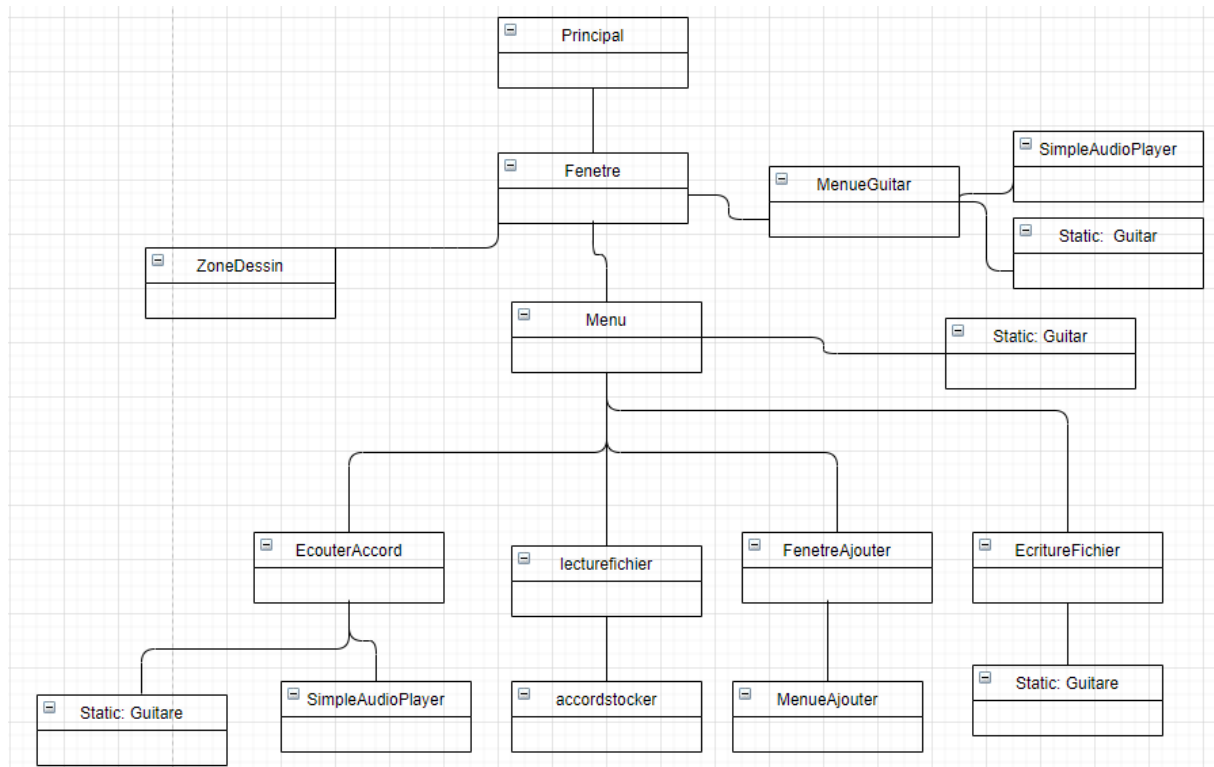 Principal
Fenetre
MenueGuitar
SimpleAudioPlayer
Static: Guitar
ZoneDessin
Menu
Static: Guitar
EcouterAccord
lecturefichier
FenetreAjouter
EcritureFichier
Static: Guitare
SimpleAudioPlayer
accordstocker
MenueAjouter
Static: Guitare